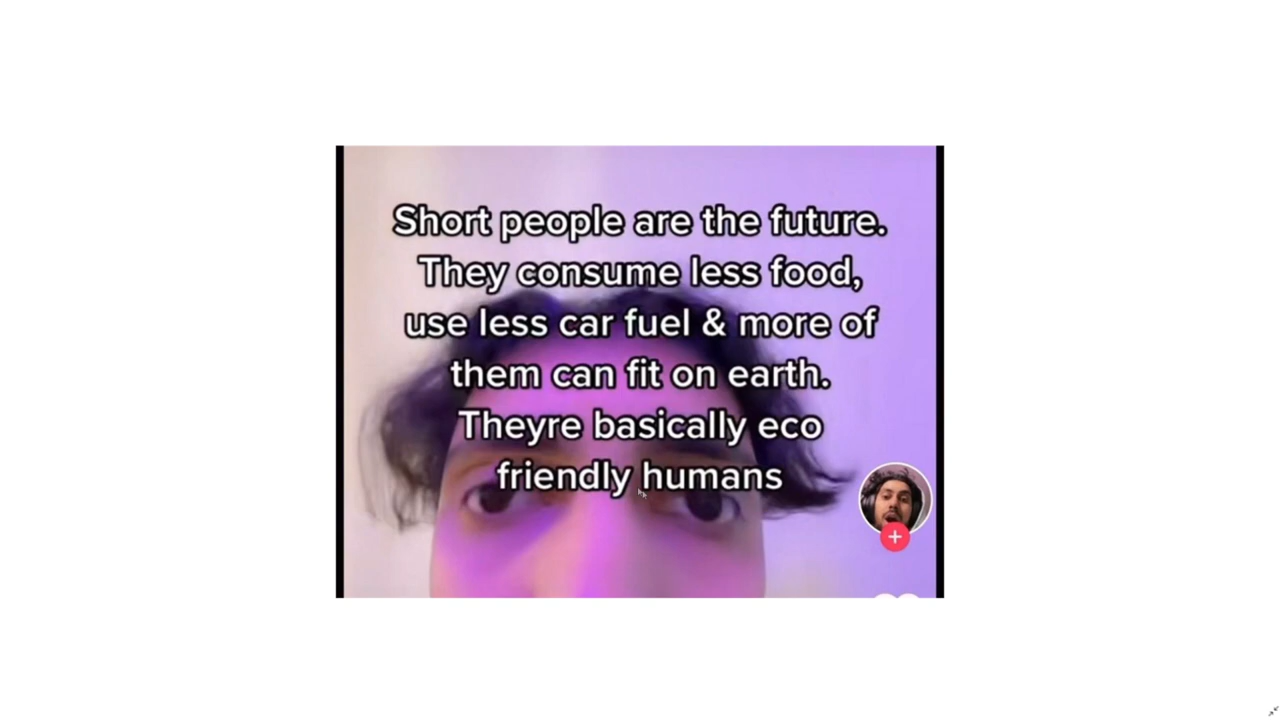 Short people are the future.
They consume less food,
use less car fuel & more of
them can fit on earth.
Theyre basically eco
friendly humans